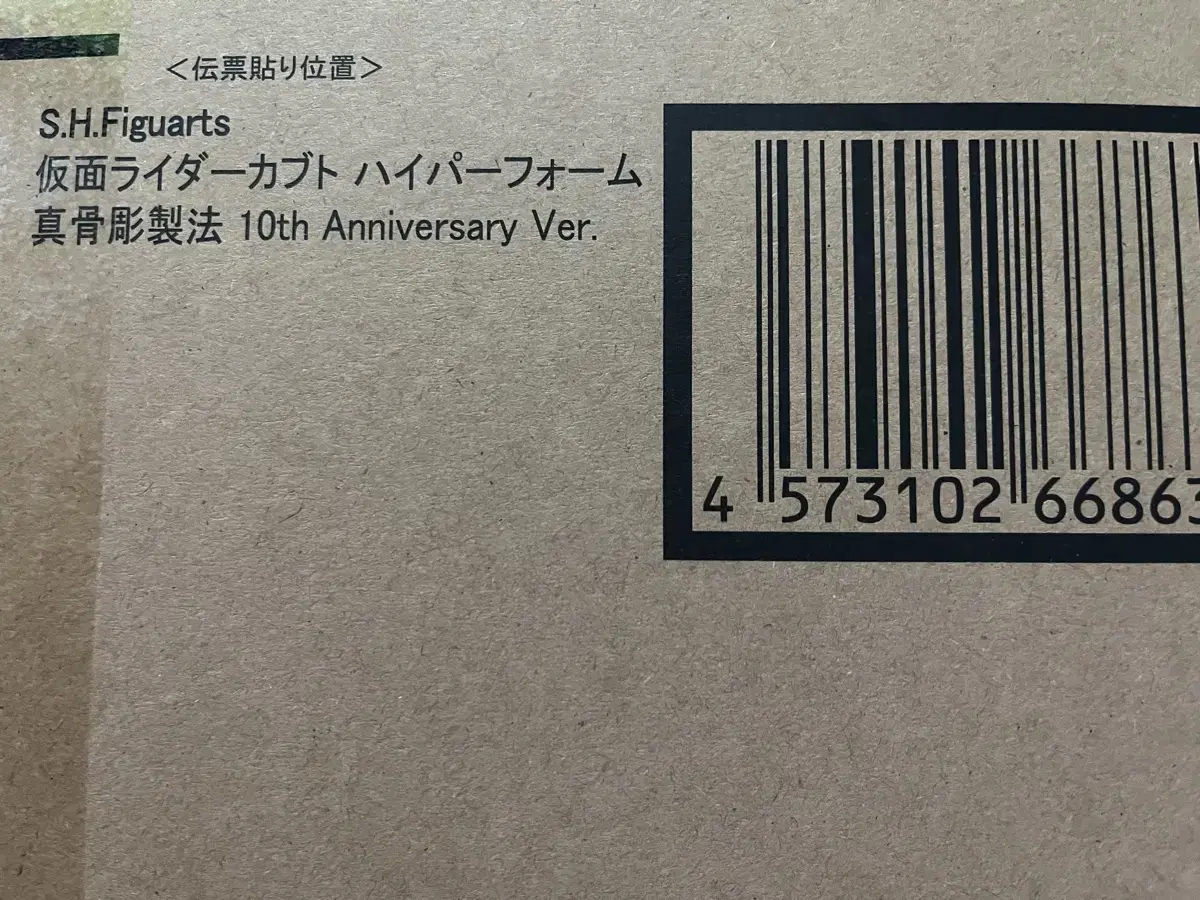 ＜伝票貼り位置＞
S.H.Figuarts
仮面ライダーカブト ハイパーフォーム
真骨彫製法 10th Anniversary Ver.
4 573102 66863